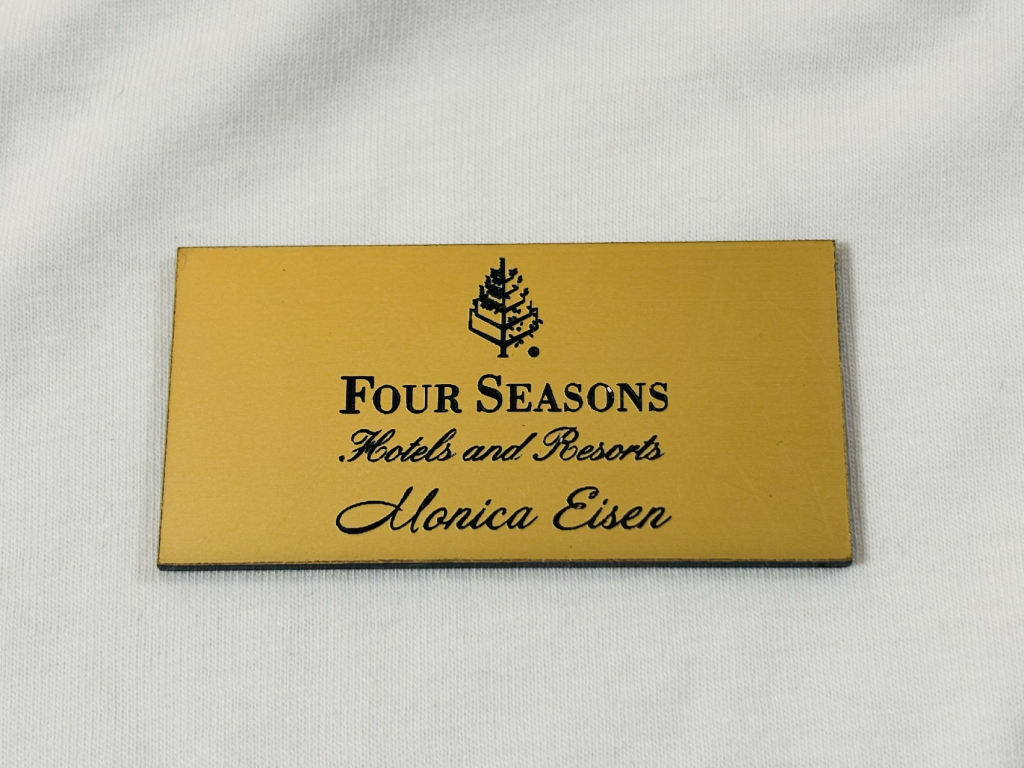 FOUR SEASONS
Hotels and Resorts
Monica Eisen